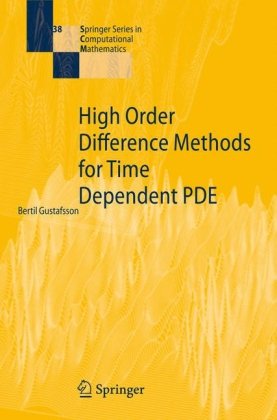 38
Springer Series in
Computational
Mathematics
High Order
Difference Methods
for Time
Dependent PDE
Bertil Gustafsson
Springer